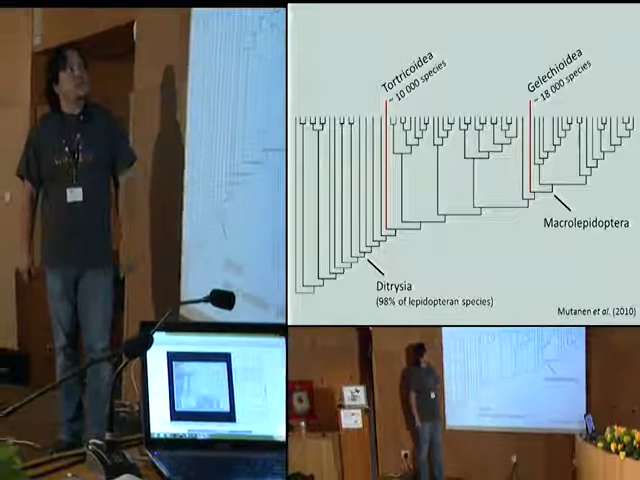 Tortricoidea
~ 10 000 species
Gelechioidea
~ 18 000 species
Macrolepidoptera
Ditrysia
(98% of lepidopteran species)
Mutanen et al. (2010)